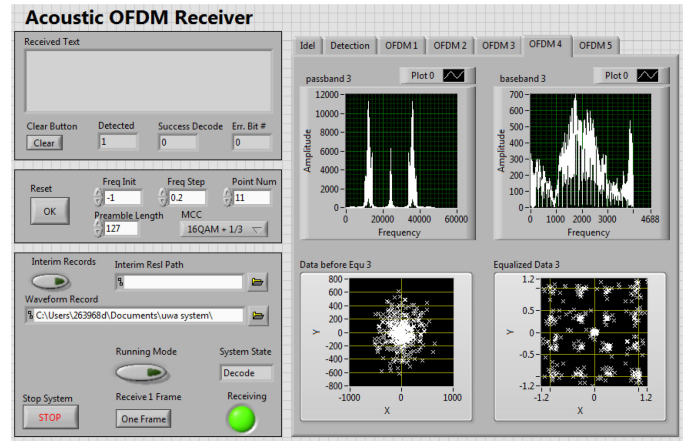 Acoustic OFDM Receiver
Received Text
Clear Button
Clear
Detected
1
Success Decode
0
Err. Bit #
0
Reset
OK
Freq Init
-1
Freq Step
0.2
Point Num
11
Preamble Length
127
MCC
16QAM + 1/3
Interim Records
Interim Resl Path
Waveform Record
C:\Users\263968d\Documents\uwa system\
Running Mode
System State
Decode
Stop System
STOP
Receive 1 Frame
One Frame
Receiving
Idel Detection OFDM 1 OFDM 2 OFDM 3 OFDM 4 OFDM 5
passband 3
Plot 0
Amplitude
12000
10000
8000
6000
4000
2000
0
0 20000 40000 60000
Frequency
baseband 3
Plot 0
Amplitude
700
600
500
400
300
200
100
0
0 1000 2000 3000 4688
Frequency
Data before Equ 3
Y
800
600
400
200
0
-200
-400
-600
-800
-1000 0 1000
X
Equalized Data 3
Y
1.2
0.5
-0.5
-1.2
-1.2 0 1.2
X